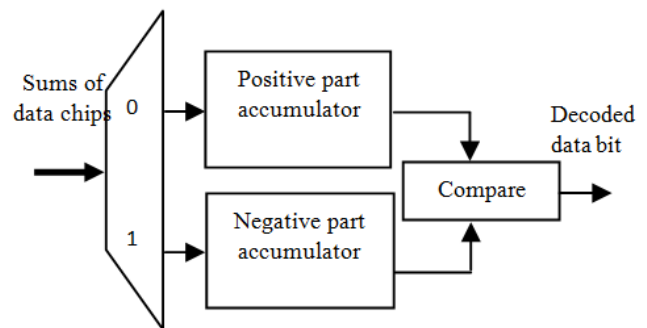 Sums of
data chips
0
1
Positive part
accumulator
Negative part
accumulator
Compare
Decoded
data bit